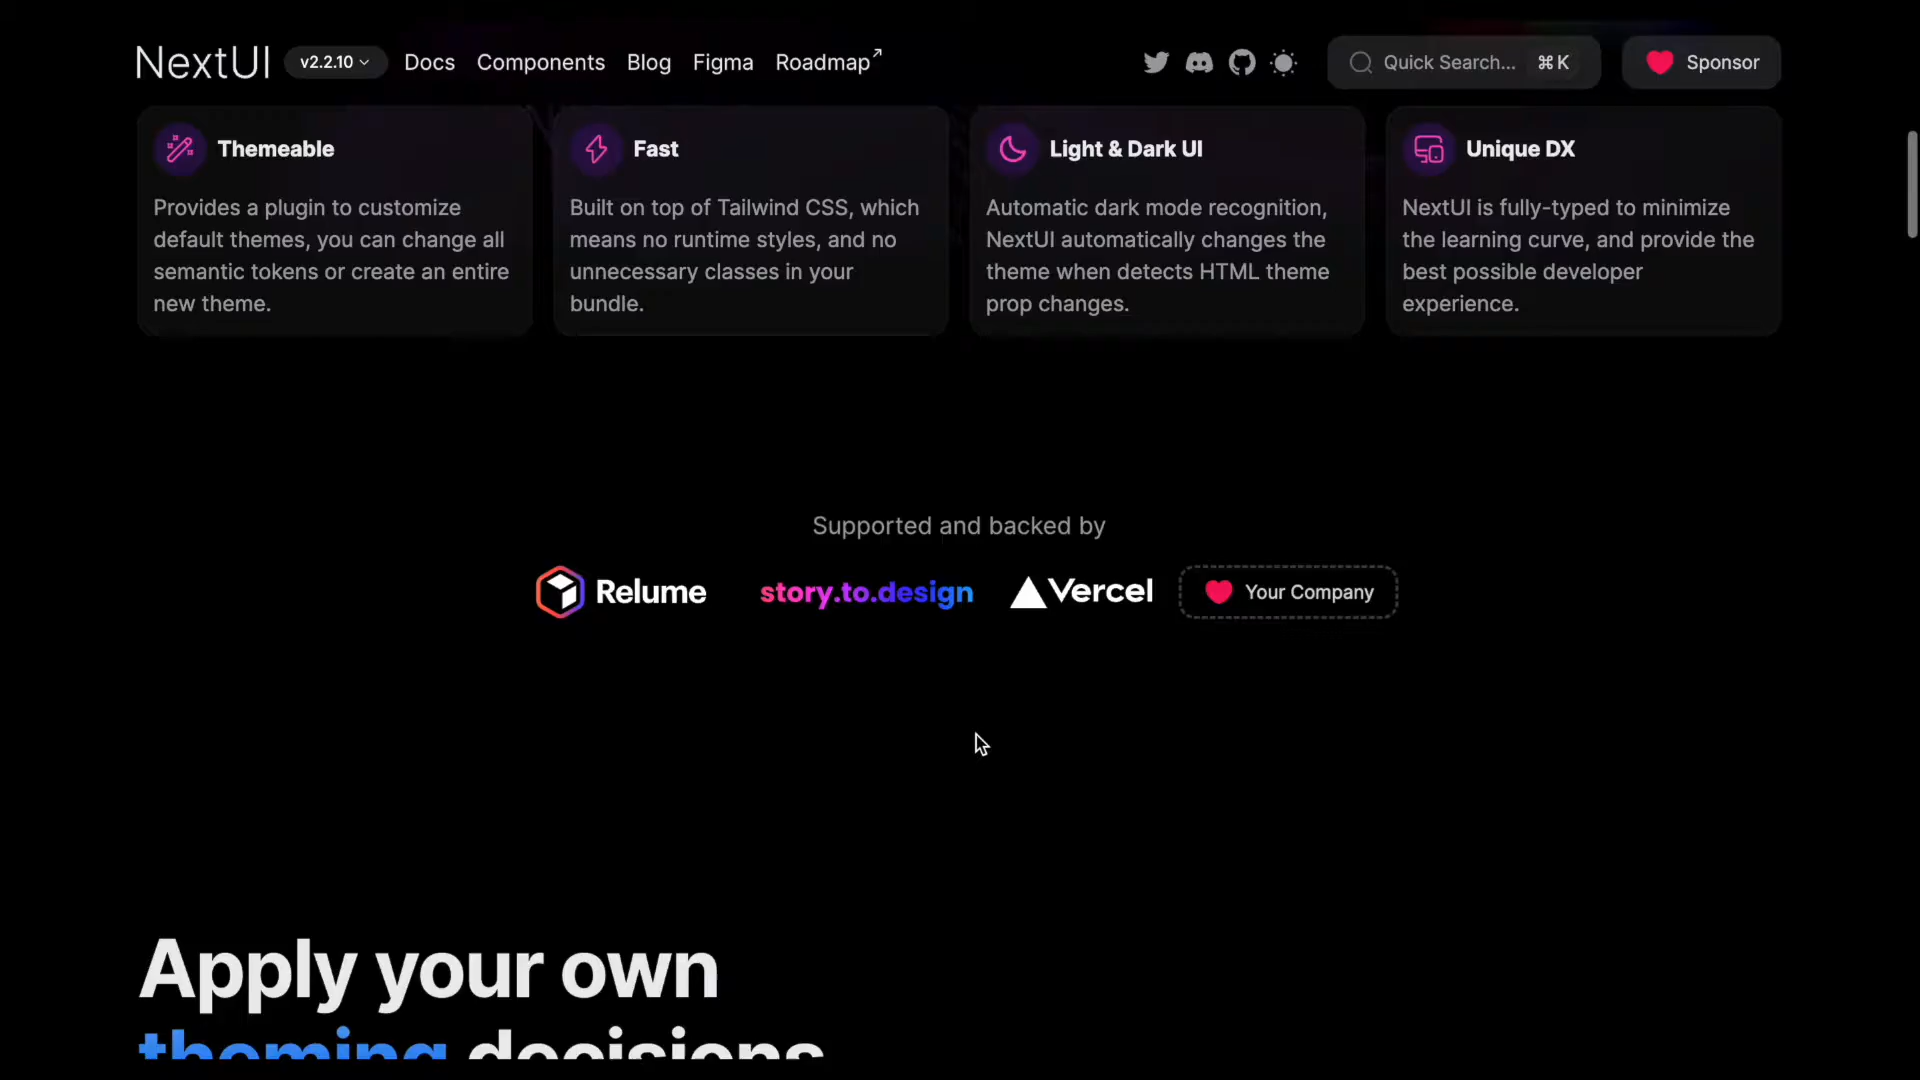 NextUI v2.2.10 Docs Components Blog Figma Roadmap Quick Search... ⌘K Sponsor
Themeable
Provides a plugin to customize
default themes, you can change all
semantic tokens or create an entire
new theme.
Fast
Built on top of Tailwind CSS, which
means no runtime styles, and no
unnecessary classes in your
bundle.
Light & Dark UI
Automatic dark mode recognition,
NextUI automatically changes the
theme when detects HTML theme
prop changes.
Unique DX
NextUI is fully-typed to minimize
the learning curve, and provide the
best possible developer
experience.
Supported and backed by
Relume story.to.design Vercel Your Company
Apply your own
theming decisions